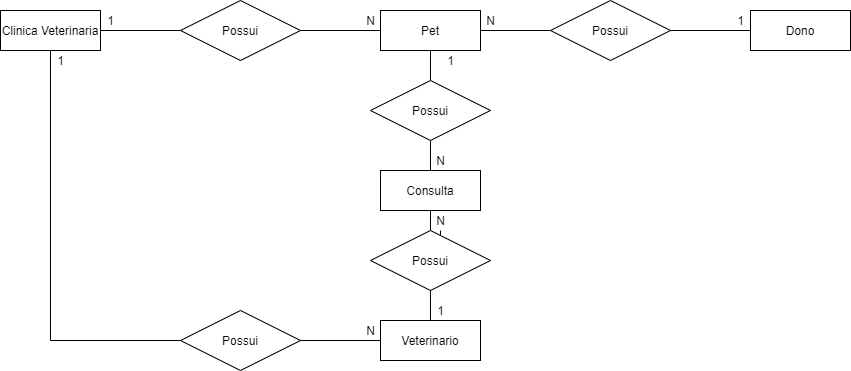 1
N
N
1
Clinica Veterinaria
Possui
Pet
Possui
Dono
1
1
Possui
N
Consulta
N
Possui
1
N
Possui
Veterinario